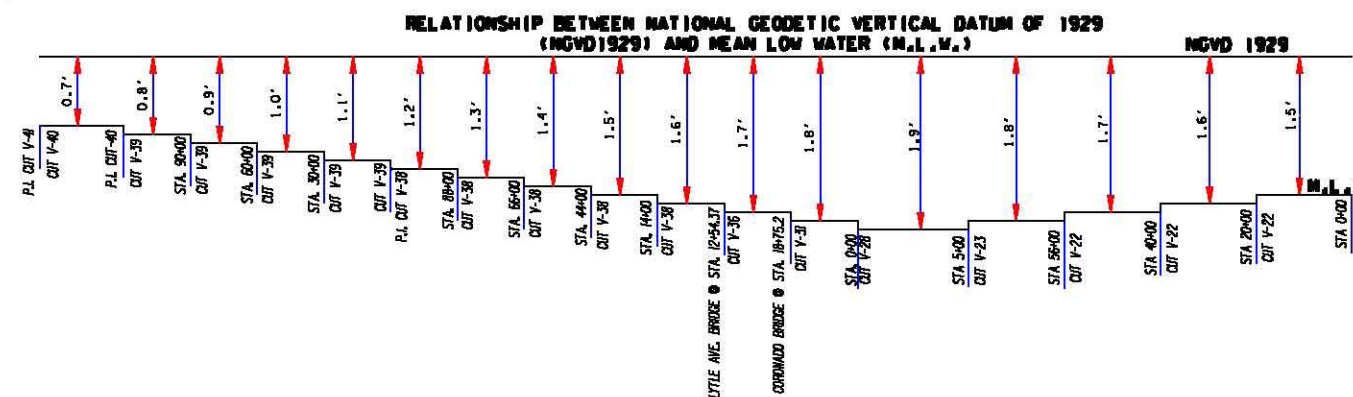 RELATIONSHIP BETWEEN NATIONAL GEODETIC VERTICAL DATUM OF 1929
(NGVD1929) AND MEAN LOW WATER (M.L.W.)
NGVD 1929
0.7'
0.8'
0.9'
1.0'
1.1'
1.2'
1.3'
1.4'
1.5'
1.6'
1.7'
1.8'
1.9'
1.8'
1.7'
1.6'
1.5'
M.L.
P.I. CUT V-41
CUT V-40
P.I. CUT V-40
CUT V-39
STA. 90+00
CUT V-39
STA. 60+00
CUT V-39
STA. 30+00
CUT V-39
CUT V-39
P.I. CUT V-38
STA. 88+00
CUT V-38
STA. 66+00
CUT V-38
STA. 44+00
CUT V-38
STA. 14+00
CUT V-38
LYTLE AVE. BRIDGE @ STA. 12+54.37
CUT V-36
CORONADO BRIDGE @ STA. 18+75.2
CUT V-31
STA. 0+00
CUT V-28
STA 5+00
CUT V-23
STA 56+00
CUT V-22
STA 40+00
CUT V-22
STA 20+00
CUT V-22
STA 0+00